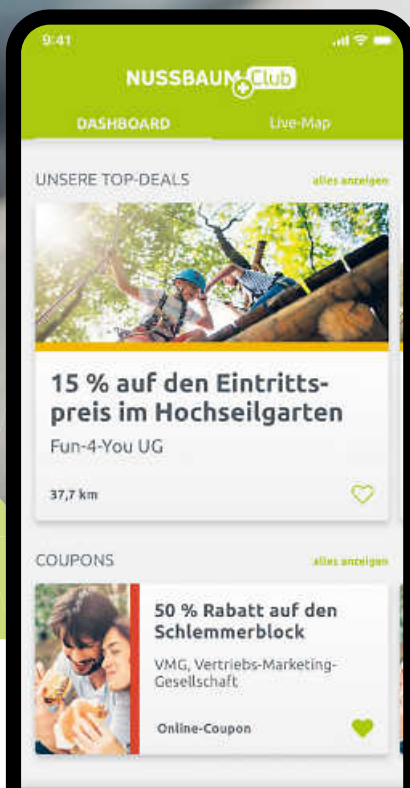 9:41
NUSSBAUM Club
DASHBOARD Live-Map
UNSERE TOP-DEALS alles anzeigen
15 % auf den Eintritts-
preis im Hochseilgarten
Fun-4-You UG
37,7 km
COUPONS alles anzeigen
50 % Rabatt auf den
Schlemmerblock
VMG, Vertriebs-Marketing-
Gesellschaft
Online-Coupon